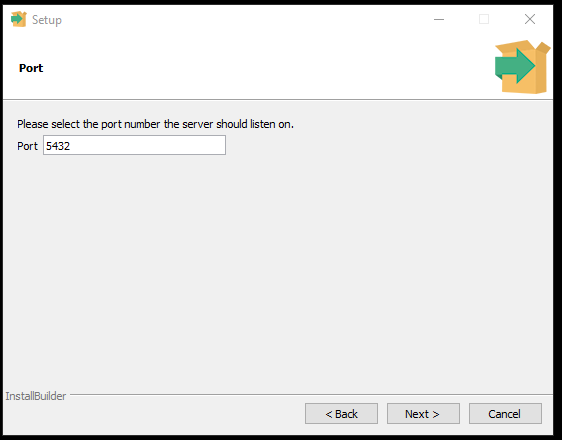 Setup
Port
Please select the port number the server should listen on.
Port 5432
InstallBuilder
< Back Next > Cancel